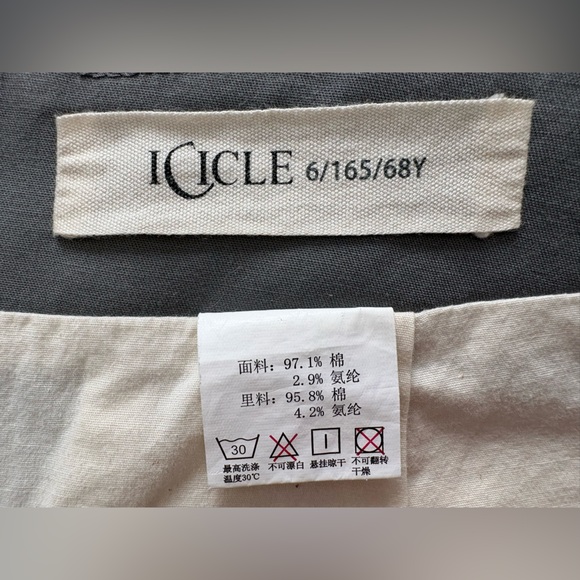 ICICLE 6/165/68Y
面料: 97.1% 棉
2.9% 氨纶
里料: 95.8% 棉
4.2% 氨纶
30
最高洗涤 不可漂白 悬挂晾干 不可翻转
温度30℃ 干燥